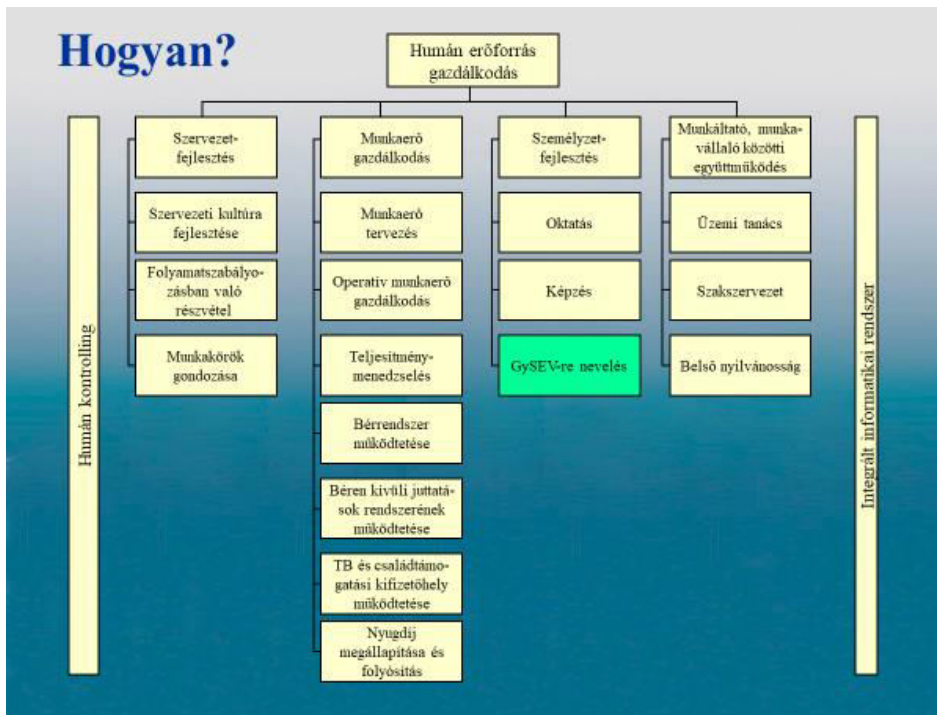 Hogyan?
Humán erőforrás
gazdálkodás
Humán kontrolling
Szervezet-
fejlesztés
Szervezeti kultúra
fejlesztése
Folyamatszabályo-
zásban való
részvétel
Munkakörök
gondozása
Munkaerő
gazdálkodás
Munkaerő
tervezés
Operatív munkaerő
gazdálkodás
Teljesítmény-
menedzselés
Bérrendszer
működtetése
Béren kívüli juttatá-
sok rendszerének
működtetése
TB és családtámo-
gatási kifizetőhely
működtetése
Nyugdíj
megállapítása és
folyósítás
Személyzet-
fejlesztés
Oktatás
Képzés
GySEV-re nevelés
Munkáltató, munka-
vállaló közötti
együttműködés
Üzemi tanács
Szakszervezet
Belső nyilvánosság
Integrált informatikai rendszer